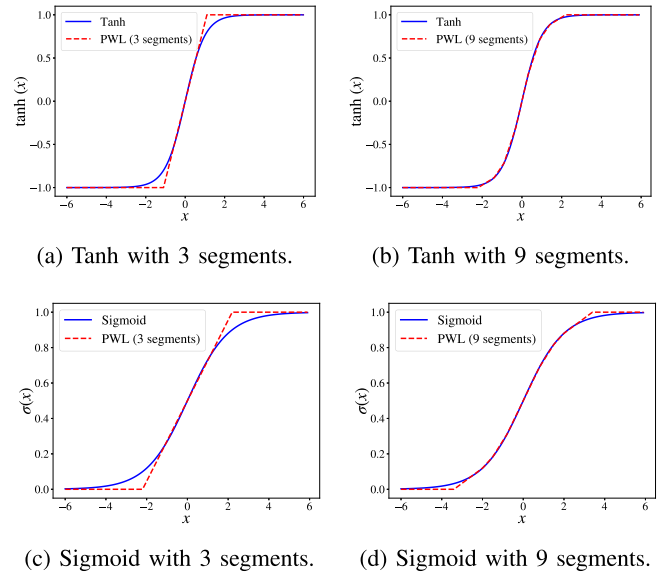 1.0
0.5
0.0
−0.5
−1.0
tanh (x)
Tanh
PWL (3 segments)
−6 −4 −2 0 2 4 6
x
(a) Tanh with 3 segments.
1.0
0.5
0.0
−0.5
−1.0
tanh (x)
Tanh
PWL (9 segments)
−6 −4 −2 0 2 4 6
x
(b) Tanh with 9 segments.
1.0
0.8
0.6
0.4
0.2
0.0
σ(x)
Sigmoid
PWL (3 segments)
−6 −4 −2 0 2 4 6
x
(c) Sigmoid with 3 segments.
1.0
0.8
0.6
0.4
0.2
0.0
σ(x)
Sigmoid
PWL (9 segments)
−6 −4 −2 0 2 4 6
x
(d) Sigmoid with 9 segments.